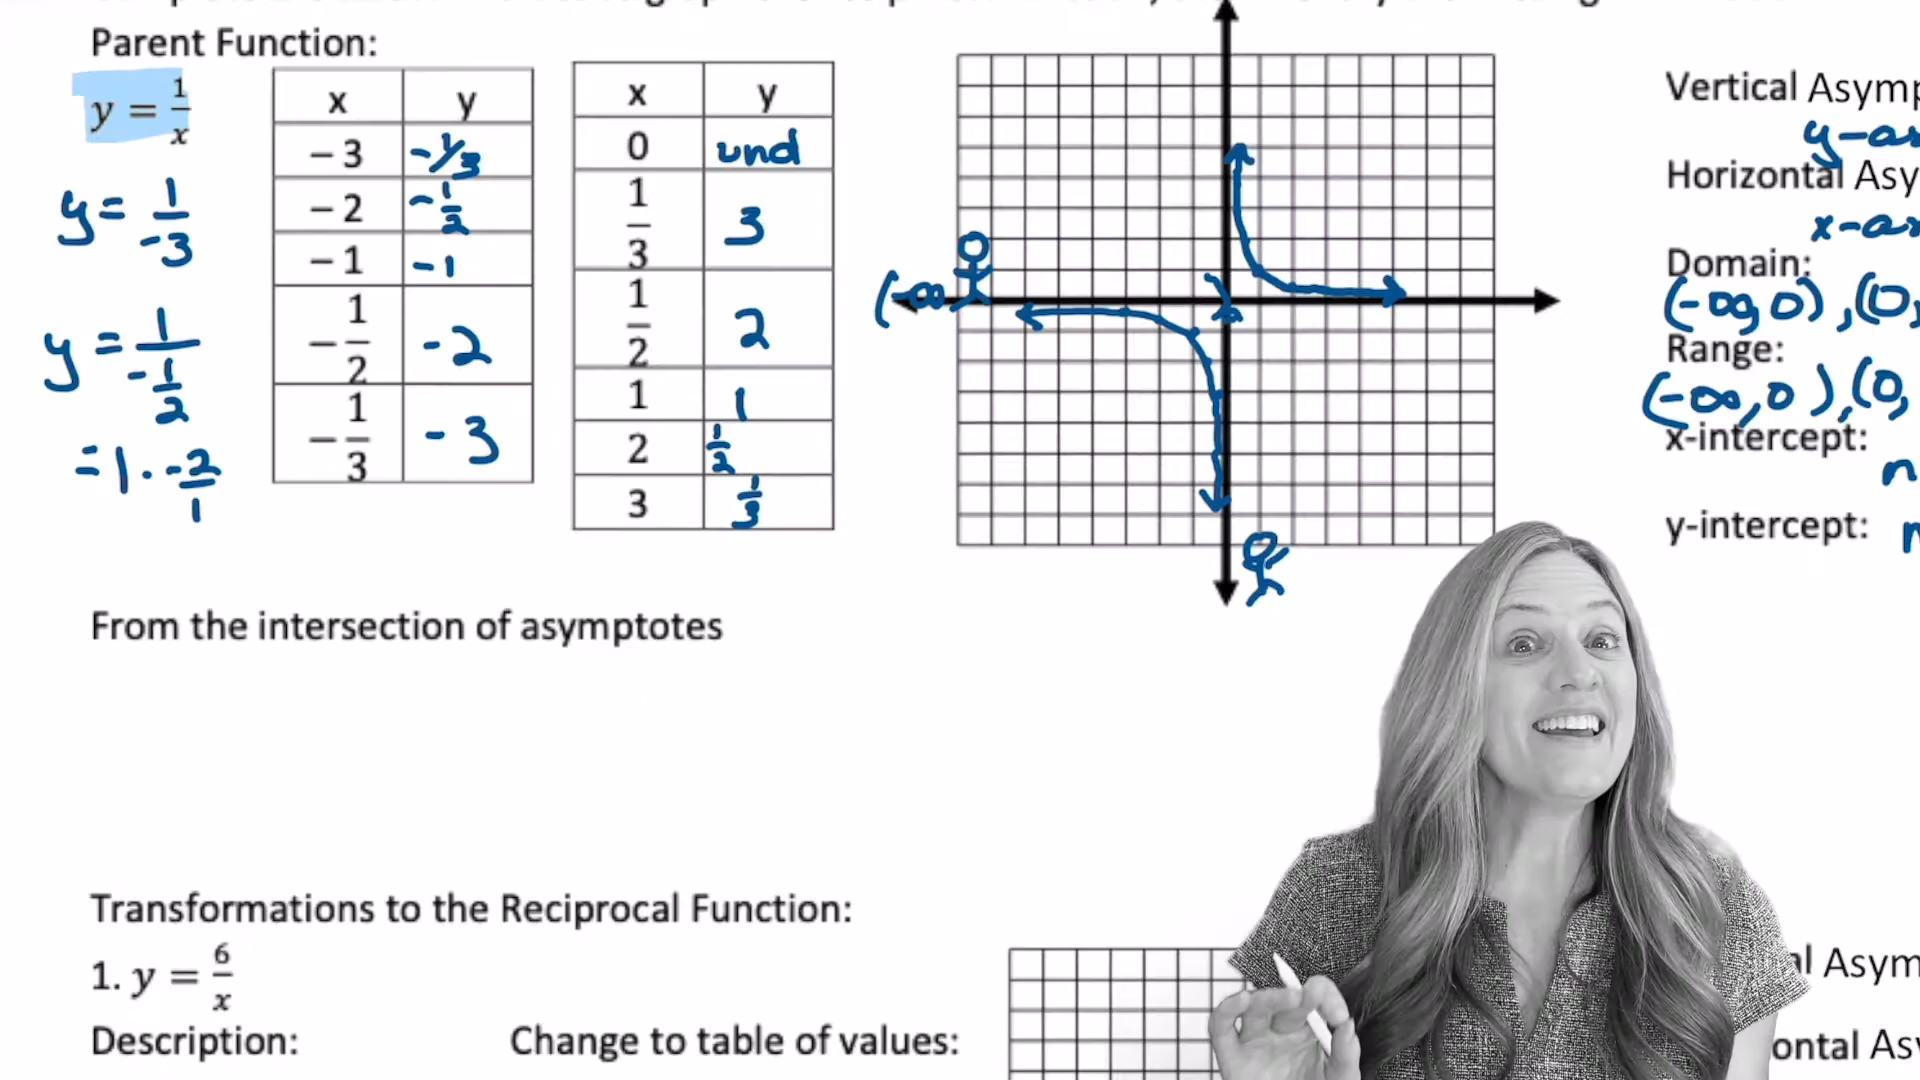 Parent Function:
y = 1/x
y = 1/-3
y = 1/-1/2
= 1 · -2/1
x y
-3 -1/3
-2 -1/2
-1 -1
-1/2 -2
-1/3 -3
x y
0 und
1/3 3
1/2 2
1 1
2 1/2
3 1/3
(-∞
Vertical Asymp
y-ax
Horizontal Asy
x-ax
Domain:
(-∞,0), (0,
Range:
(-∞,0), (0,
x-intercept:
n
y-intercept:
From the intersection of asymptotes
Transformations to the Reciprocal Function:
1. y = 6/x
Description:
Change to table of values:
al Asym
ontal Asy